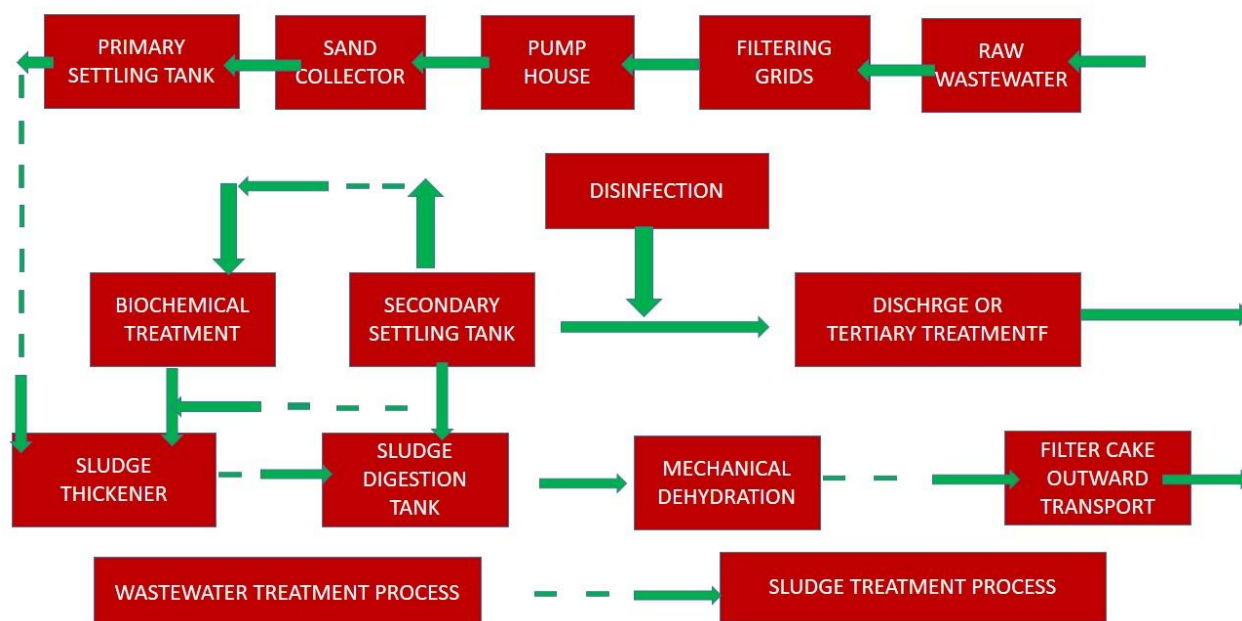 PRIMARY
SETTLING TANK
SAND
COLLECTOR
PUMP
HOUSE
FILTERING
GRIDS
RAW
WASTEWATER
DISINFECTION
BIOCHEMICAL
TREATMENT
SECONDARY
SETTLING TANK
DISCHRGE OR
TERTIARY TREATMENTF
SLUDGE
THICKENER
SLUDGE
DIGESTION
TANK
MECHANICAL
DEHYDRATION
FILTER CAKE
OUTWARD
TRANSPORT
WASTEWATER TREATMENT PROCESS
SLUDGE TREATMENT PROCESS